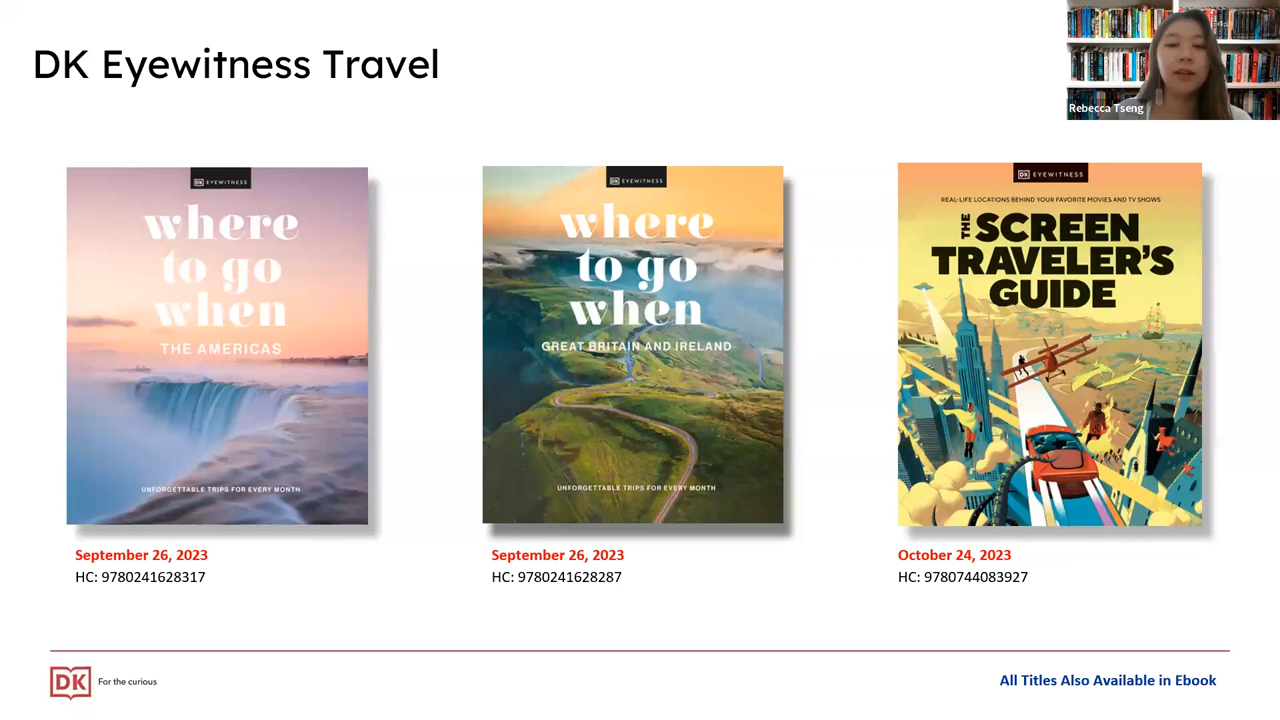 DK Eyewitness Travel
Rebecca Tseng
DK EYEWITNESS
where
to go
when
THE AMERICAS
UNFORGETTABLE TRIPS FOR EVERY MONTH
September 26, 2023
HC: 9780241628317
DK EYEWITNESS
where
to go
when
GREAT BRITAIN AND IRELAND
UNFORGETTABLE TRIPS FOR EVERY MONTH
September 26, 2023
HC: 9780241628287
DK EYEWITNESS
REAL-LIFE LOCATIONS BEHIND YOUR FAVORITE MOVIES AND TV SHOWS
THE SCREEN
TRAVELER'S
GUIDE
October 24, 2023
HC: 9780744083927
DK For the curious
All Titles Also Available in Ebook